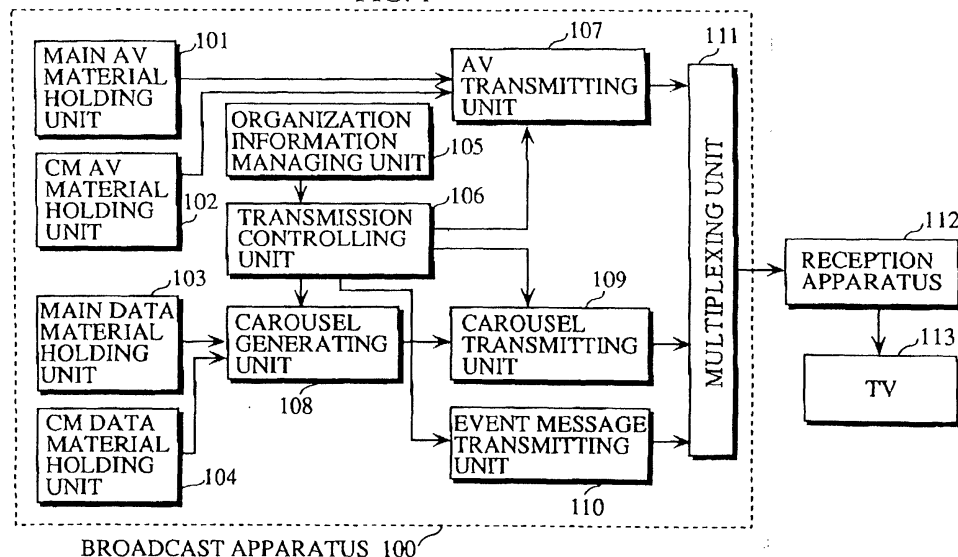 101
MAIN AV
MATERIAL
HOLDING
UNIT
CM AV
MATERIAL
HOLDING
UNIT
102
ORGANIZATION
INFORMATION
MANAGING UNIT
105
TRANSMISSION
CONTROLLING
UNIT
106
107
AV
TRANSMITTING
UNIT
111
MULTIPLEXING UNIT
103
MAIN DATA
MATERIAL
HOLDING
UNIT
CM DATA
MATERIAL
HOLDING
UNIT
104
CAROUSEL
GENERATING
UNIT
108
109
CAROUSEL
TRANSMITTING
UNIT
EVENT MESSAGE
TRANSMITTING
UNIT
110
112
RECEPTION
APPARATUS
113
TV
BROADCAST APPARATUS 100